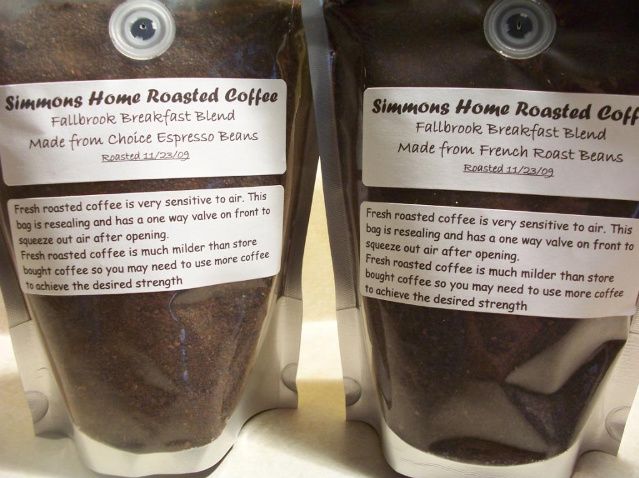 Simmons Home Roasted Coffee
Fallbrook Breakfast Blend
Made from Choice Espresso Beans
Roasted 11/23/09
Fresh roasted coffee is very sensitive to air. This
bag is resealing and has a one way valve on front to
squeeze out air after opening.
Fresh roasted coffee is much milder than store
bought coffee so you may need to use more coffee
to achieve the desired strength
Simmons Home Roasted Coff
Fallbrook Breakfast Blend
Made from French Roast Beans
Roasted 11/23/09
Fresh roasted coffee is very sensitive to air. This
bag is resealing and has a one way valve on front to
squeeze out air after opening.
Fresh roasted coffee is much milder than store
bought coffee so you may need to use more coffee
to achieve the desired strength